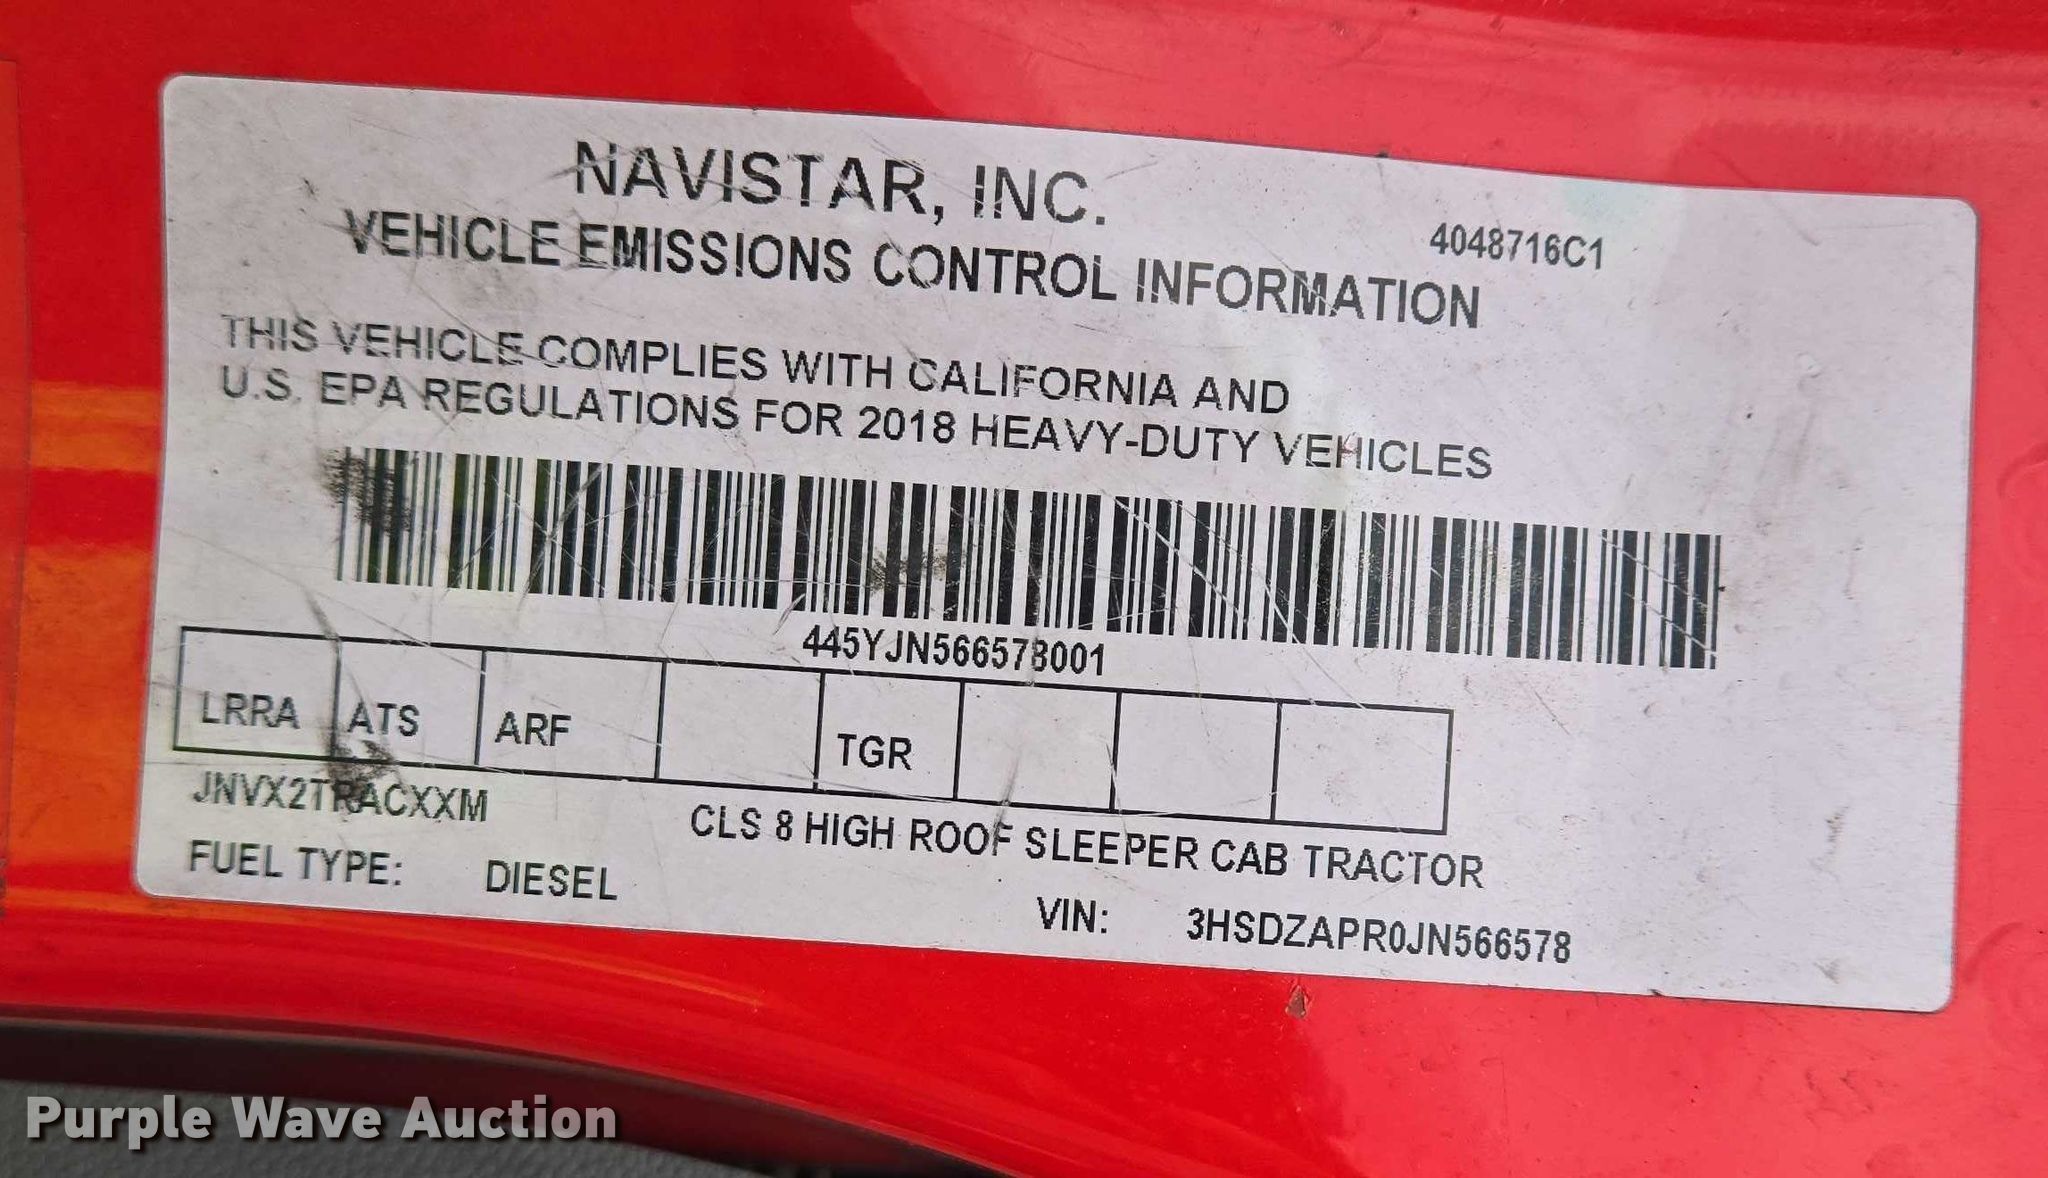 NAVISTAR, INC.
4048716C1
VEHICLE EMISSIONS CONTROL INFORMATION
THIS VEHICLE COMPLIES WITH CALIFORNIA AND
U.S. EPA REGULATIONS FOR 2018 HEAVY-DUTY VEHICLES
445YJN566578001
LRRA ATS ARF TGR
JNVX2TRACXXM
CLS 8 HIGH ROOF SLEEPER CAB TRACTOR
FUEL TYPE: DIESEL
VIN: 3HSDZAPR0JN566578
Purple Wave Auction